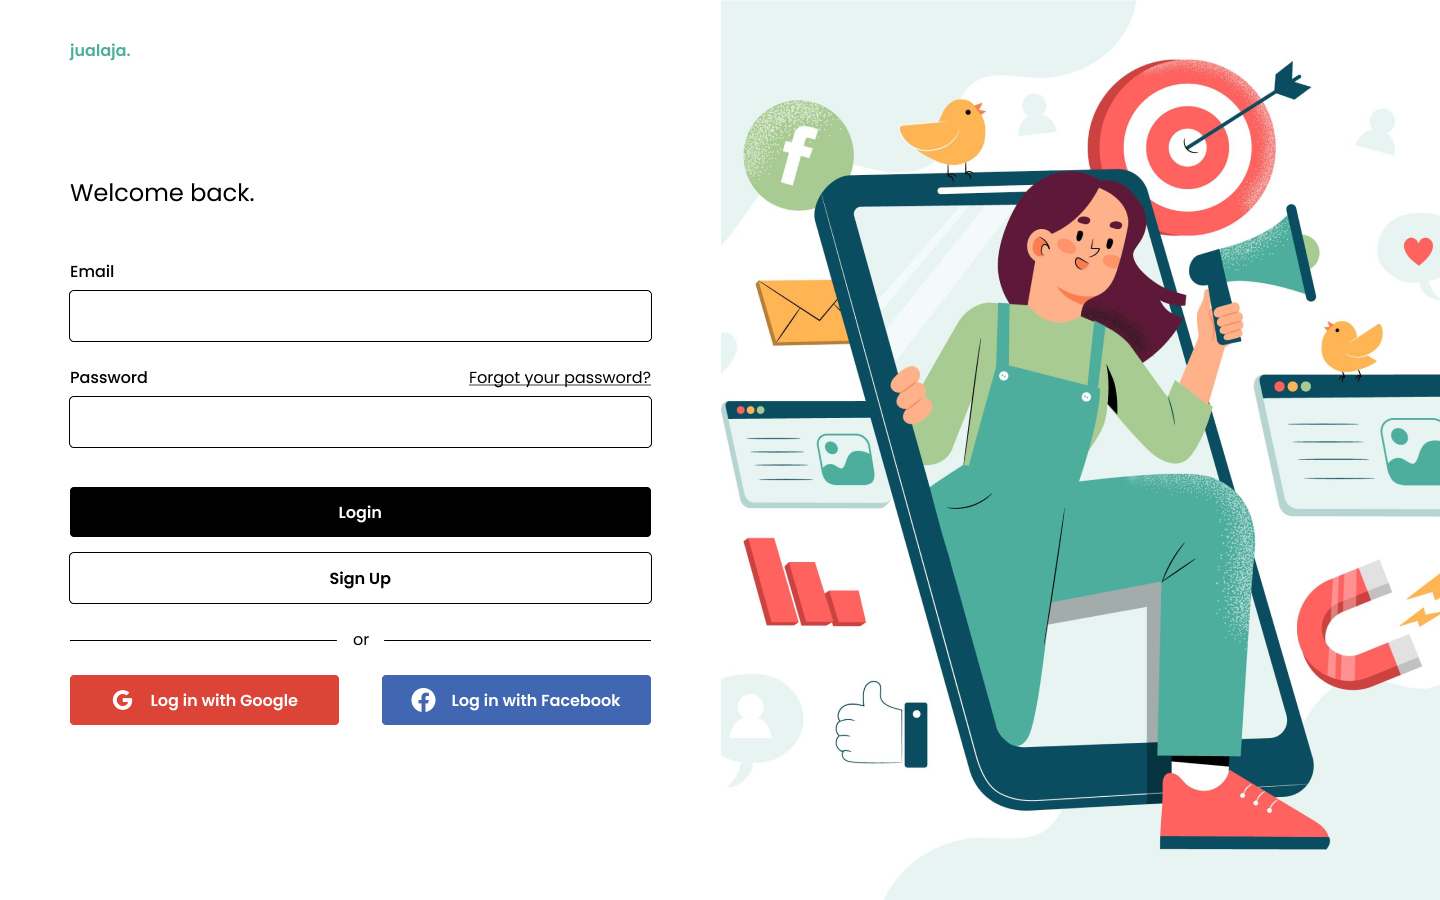 jualaja.
Welcome back.
Email
Password
Forgot your password?
Login
Sign Up
or
Log in with Google
Log in with Facebook